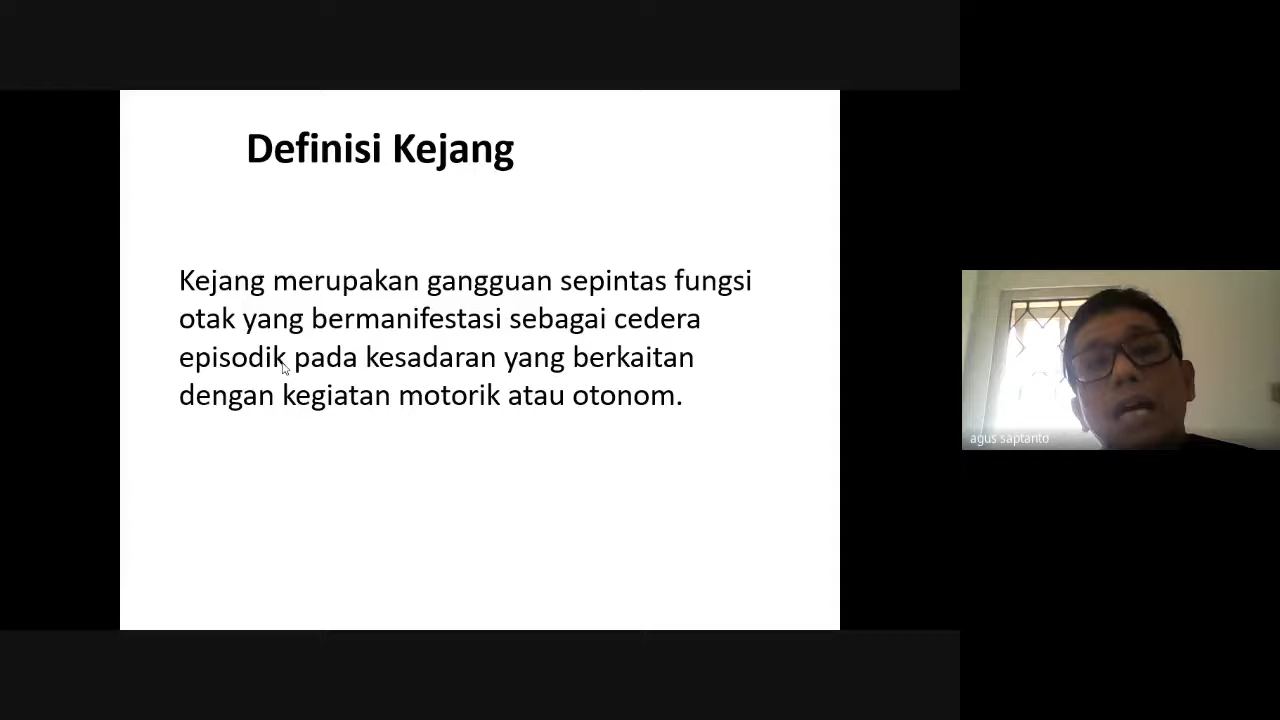 Definisi Kejang
Kejang merupakan gangguan sepintas fungsi
otak yang bermanifestasi sebagai cedera
episodik pada kesadaran yang berkaitan
dengan kegiatan motorik atau otonom.
agus saptanto